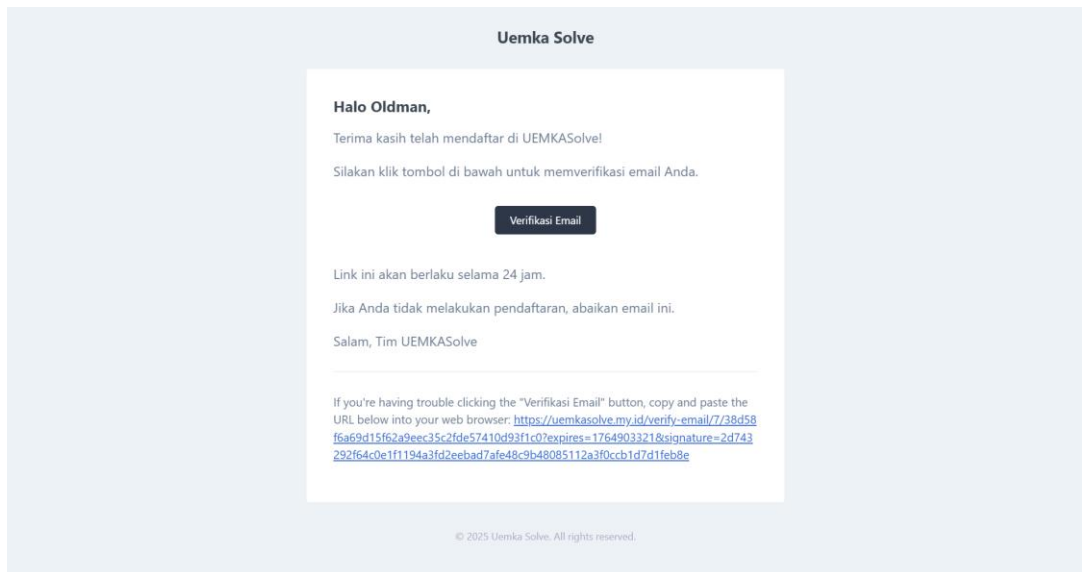 Uemka Solve
Halo Oldman,
Terima kasih telah mendaftar di UEMKASolve!
Silakan klik tombol di bawah untuk memverifikasi email Anda.
Verifikasi Email
Link ini akan berlaku selama 24 jam.
Jika Anda tidak melakukan pendaftaran, abaikan email ini.
Salam, Tim UEMKASolve
If you're having trouble clicking the "Verifikasi Email" button, copy and paste the
URL below into your web browser: https://uemkasolve.my.id/verify-email/7/38d58
f6a69d15f62a9eec35c2fde57410d93f1c0?expires=1764903321&signature=2d743
292f64c0e1f1194a3fd2eebad7afe48c9b48085112a3f0ccb1d7d1feb8e
© 2025 Uemka Solve. All rights reserved.